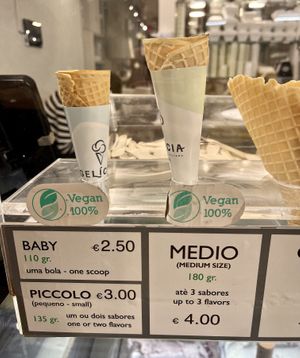 DELÍC
CIA
Vegan
100%
Vegan
100%
BABY €2.50
110 gr.
uma bola - one scoop
PICCOLO €3.00
(pequeno - small)
135 gr. um ou dois sabores
one or two flavors
MEDIO
(MEDIUM SIZE)
180 gr.
até 3 sabores
up to 3 flavors
€ 4.00